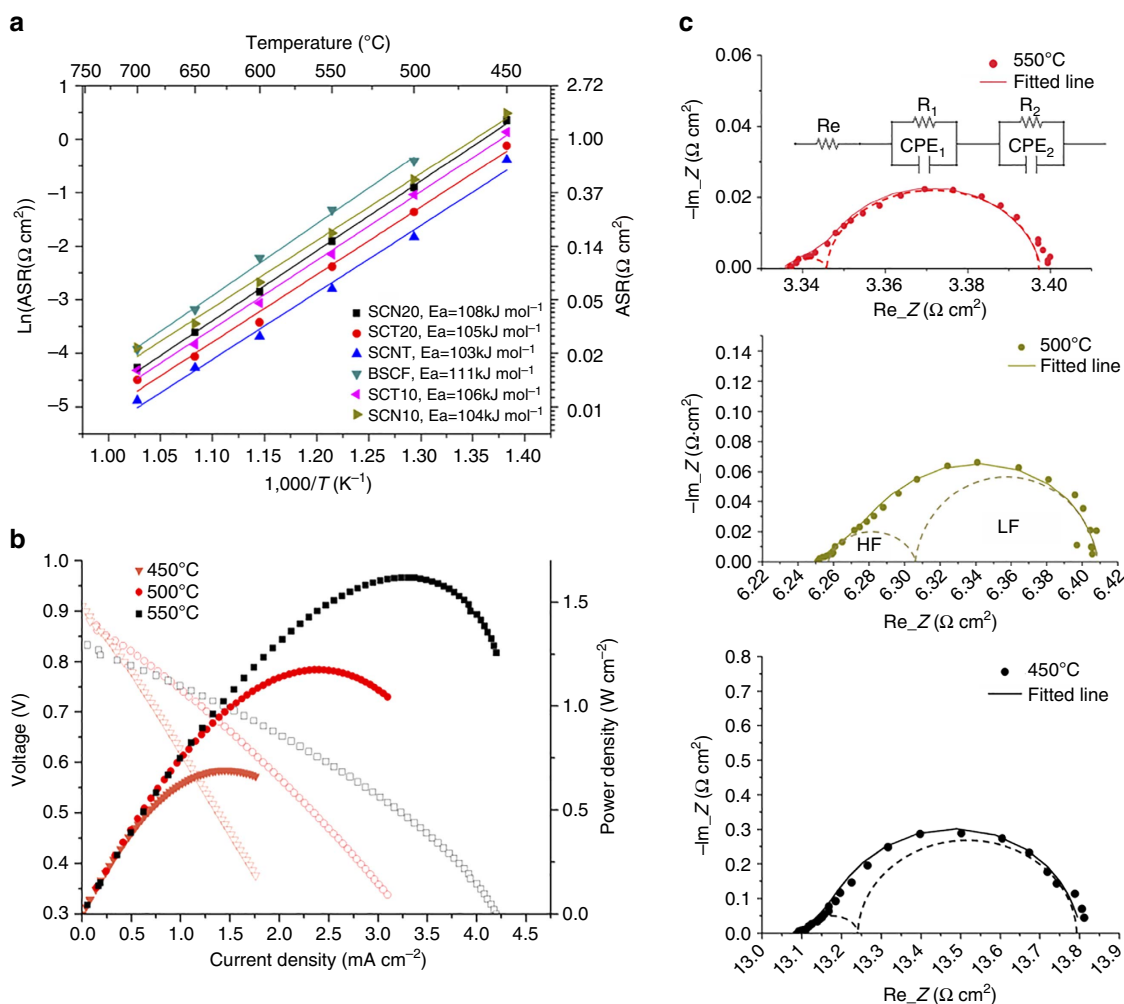 a
Temperature (°C)
750 700 650 600 550 500 450
1
0
–1
–2
–3
–4
–5
Ln(ASR(Ω cm²))
2.72
1.00
0.37
0.14
0.05
0.02
0.01
ASR(Ω cm²)
SCN20, Ea=108kJ mol⁻¹
SCT20, Ea=105kJ mol⁻¹
SCNT, Ea=103kJ mol⁻¹
BSCF, Ea=111kJ mol⁻¹
SCT10, Ea=106kJ mol⁻¹
SCN10, Ea=104kJ mol⁻¹
1.00 1.05 1.10 1.15 1.20 1.25 1.30 1.35 1.40
1,000/T (K⁻¹)
b
1.0
0.9
0.8
0.7
0.6
0.5
0.4
0.3
Voltage (V)
450°C
500°C
550°C
1.5
1.0
0.5
0.0
Power density (W cm⁻²)
0.0 0.5 1.0 1.5 2.0 2.5 3.0 3.5 4.0 4.5
Current density (mA cm⁻²)
c
0.06
0.04
0.02
0.00
–Im_Z (Ω cm²)
550°C
Fitted line
Re
R₁
CPE₁
R₂
CPE₂
3.34 3.36 3.38 3.40
Re_Z (Ω cm²)
0.14
0.12
0.10
0.08
0.06
0.04
0.02
0.00
–Im_Z (Ω·cm²)
500°C
Fitted line
HF
LF
6.22 6.24 6.26 6.28 6.30 6.32 6.34 6.36 6.38 6.40 6.42
Re_Z (Ω cm²)
0.8
0.7
0.6
0.5
0.4
0.3
0.2
0.1
0.0
–Im_Z (Ω cm²)
450°C
Fitted line
13.0 13.1 13.2 13.3 13.4 13.5 13.6 13.7 13.8 13.9
Re_Z (Ω cm²)